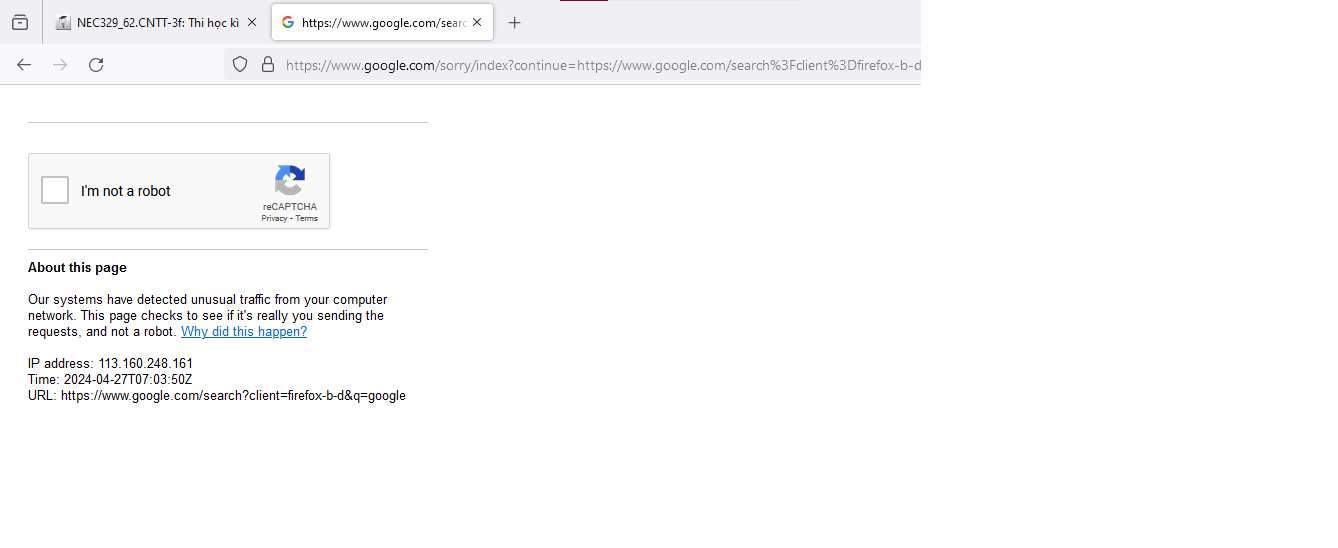 NEC329_62.CNTT-3f: Thi học kì
https://www.google.com/searc
https://www.google.com/sorry/index?continue=https://www.google.com/search%3Fclient%3Dfirefox-b-d
I'm not a robot
reCAPTCHA
Privacy - Terms
About this page
Our systems have detected unusual traffic from your computer
network. This page checks to see if it's really you sending the
requests, and not a robot. Why did this happen?
IP address: 113.160.248.161
Time: 2024-04-27T07:03:50Z
URL: https://www.google.com/search?client=firefox-b-d&q=google